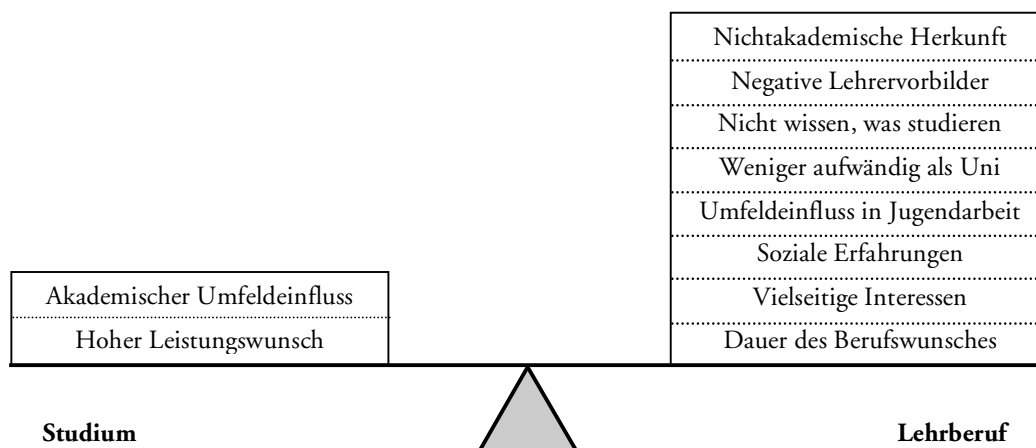 Nichtakademische Herkunft
Negative Lehrervorbilder
Nicht wissen, was studieren
Weniger aufwändig als Uni
Umfeldeinfluss in Jugendarbeit
Soziale Erfahrungen
Vielseitige Interessen
Dauer des Berufswunsches
Akademischer Umfeldeinfluss
Hoher Leistungswunsch
Studium
Lehrberuf